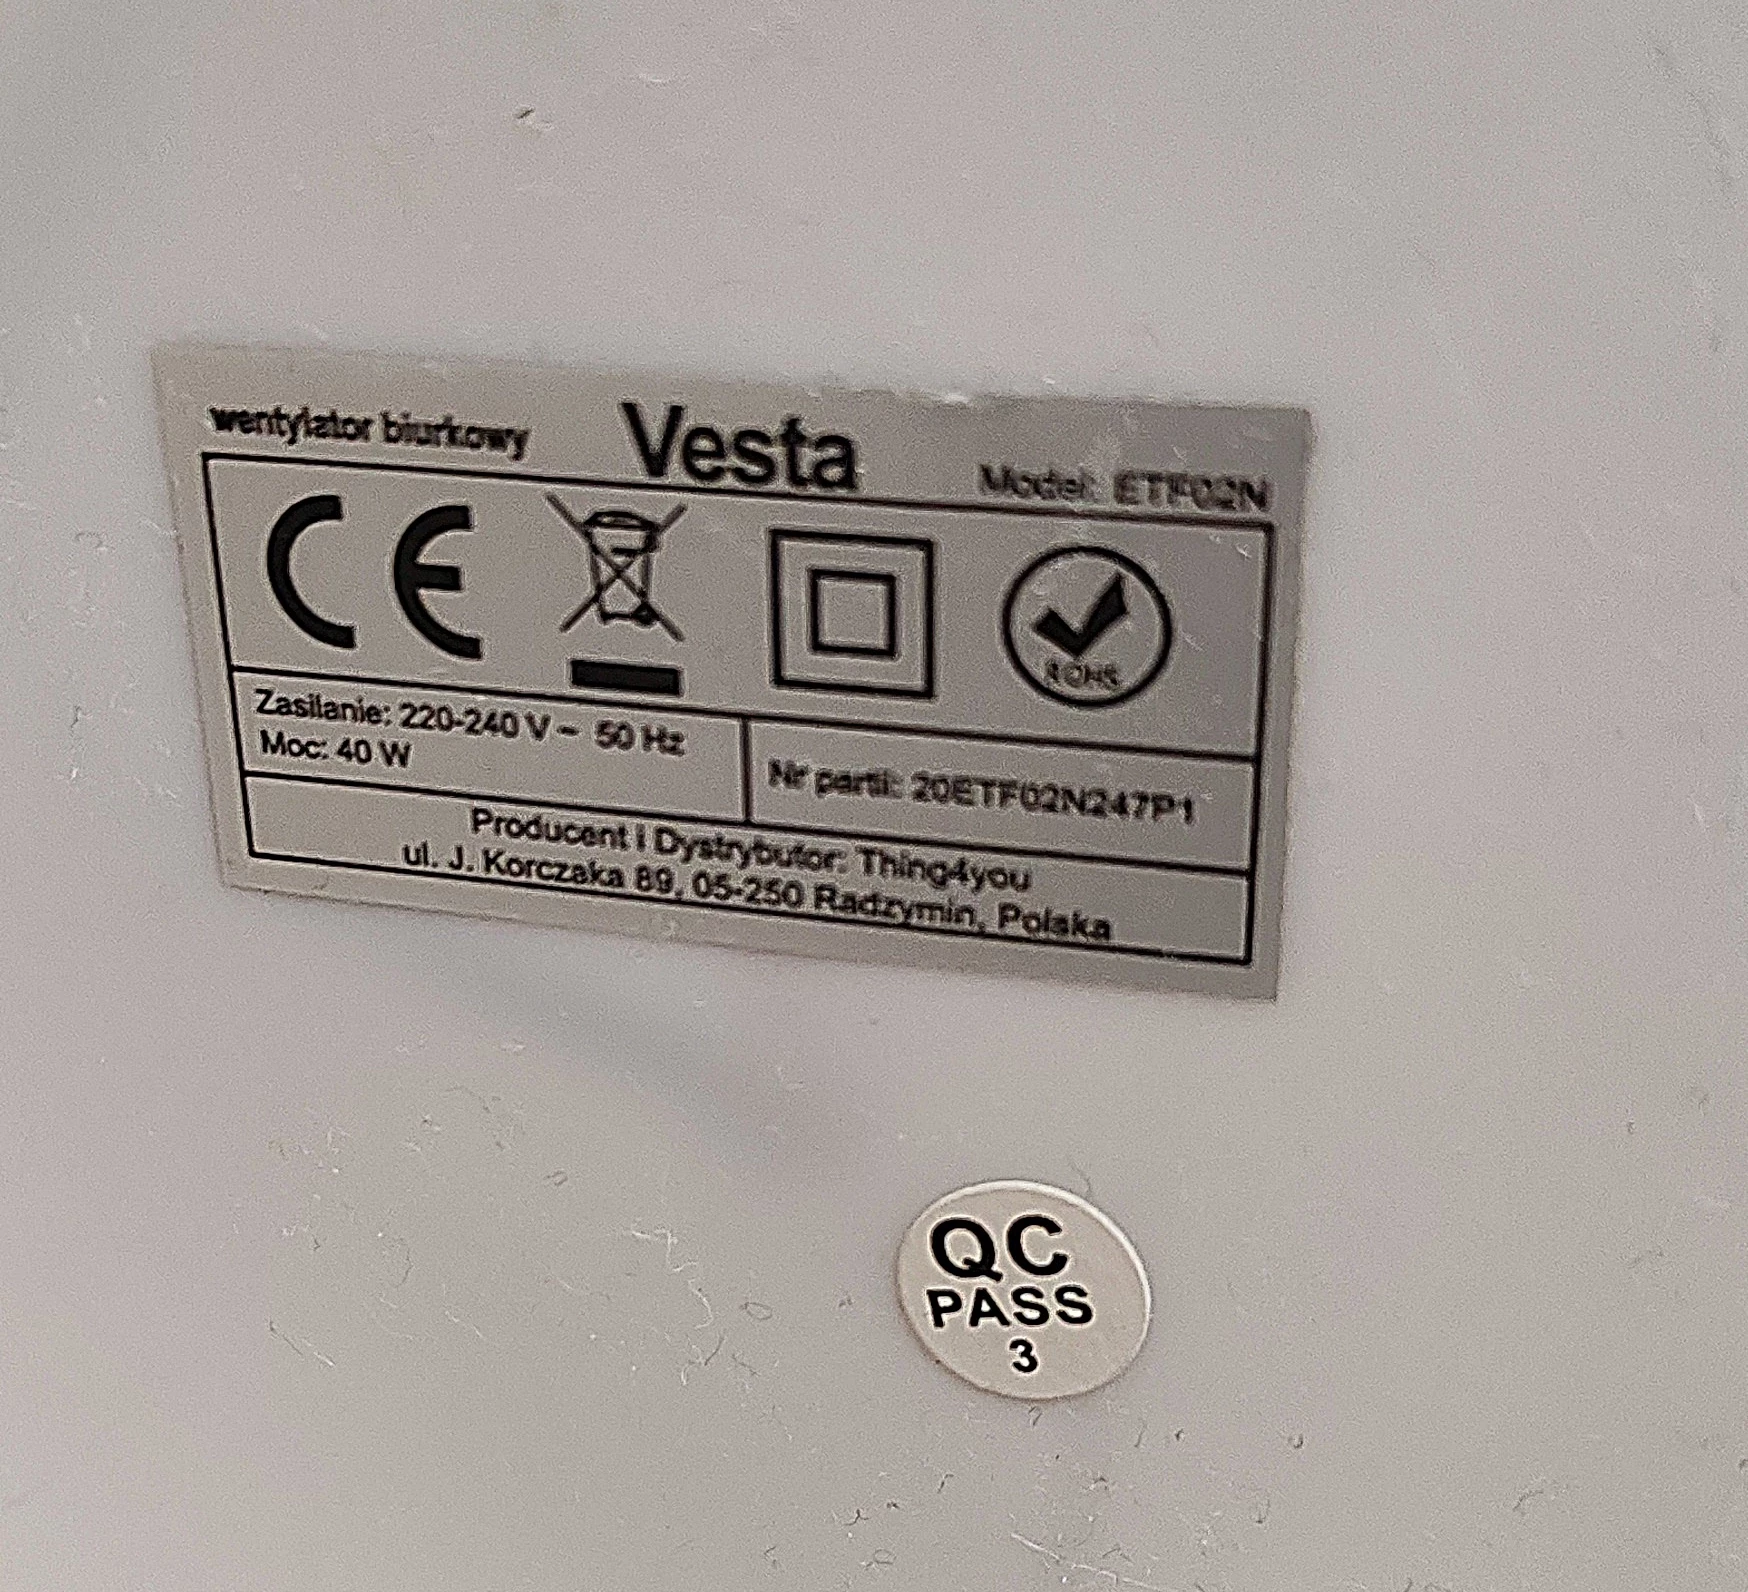 wentylator biurkowy Vesta Model: ETF02N
CE
ROHS
Zasilanie: 220-240 V ~ 50 Hz
Moc: 40 W
Nr partii: 20ETF02N247P1
Producent i Dystrybutor: Thing4you
ul. J. Korczaka 89, 05-250 Radzymin, Polska
QC
PASS
3